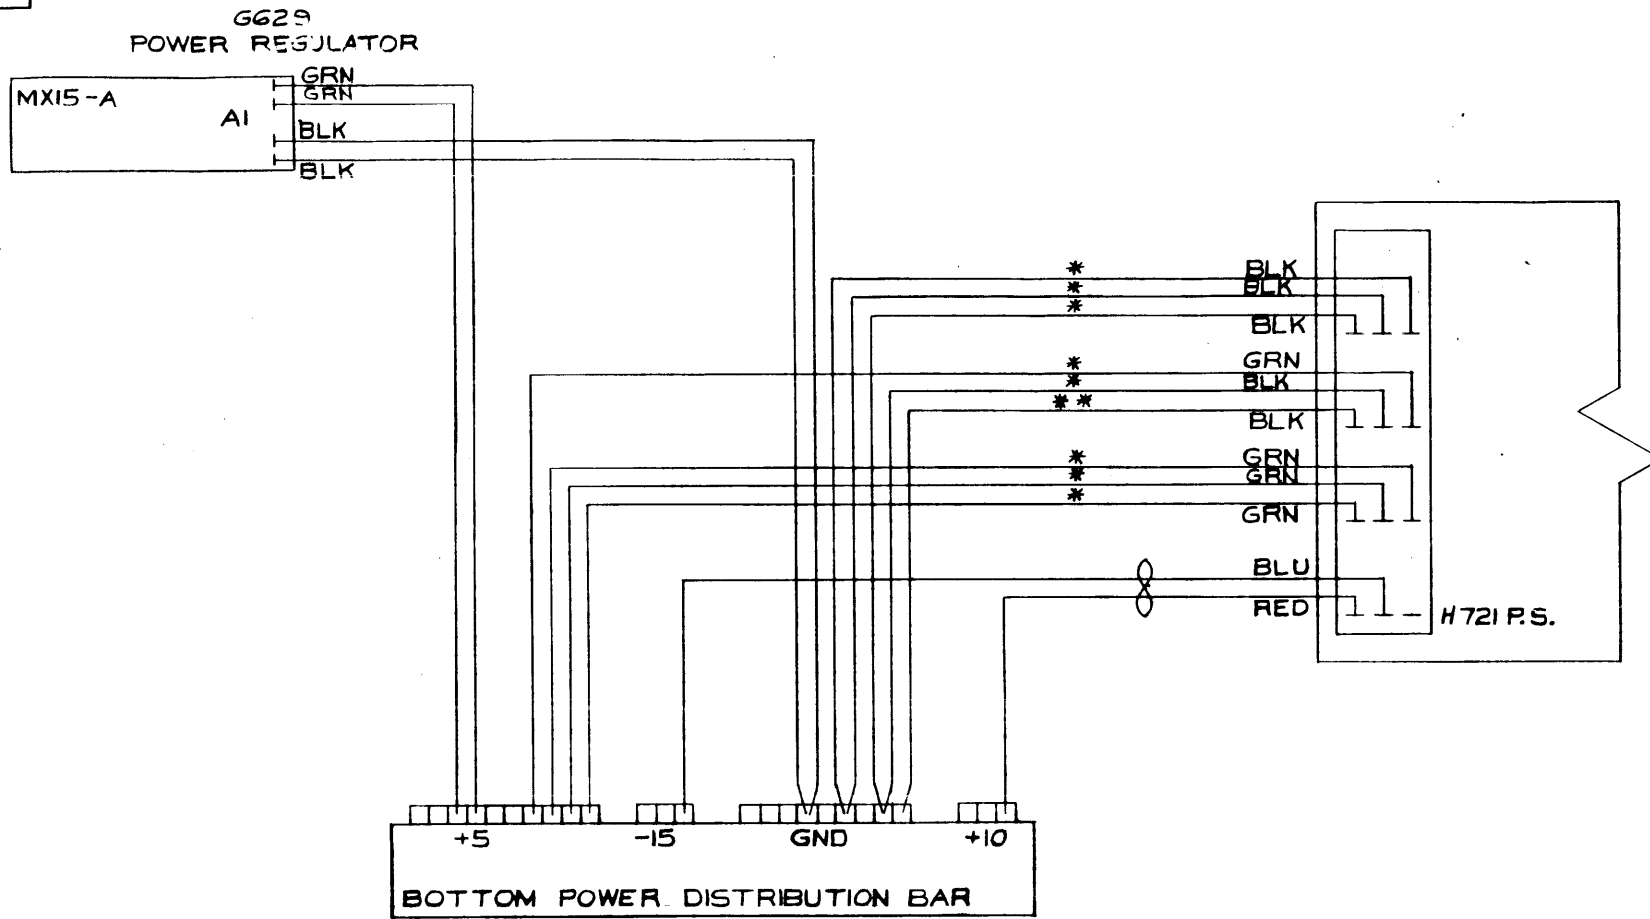 G629
POWER REGULATOR
MX15-A
A1
GRN
GRN
BLK
BLK
*
BLK
*
BLK
*
BLK
*
GRN
*
BLK
* *
BLK
*
GRN
*
GRN
*
GRN
BLU
RED
H721 P.S.
+5
-15
GND
+10
BOTTOM POWER DISTRIBUTION BAR